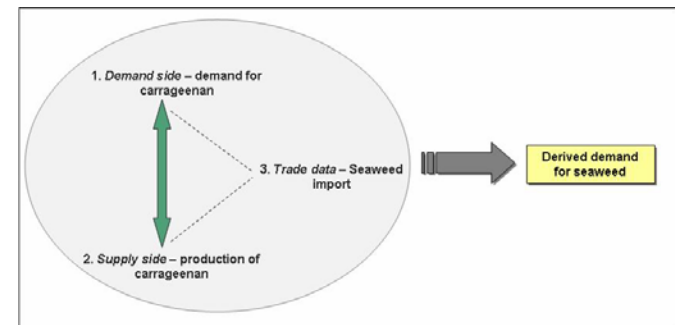 1. Demand side – demand for
carrageenan
3. Trade data – Seaweed
import
2. Supply side – production of
carrageenan
Derived demand
for seaweed